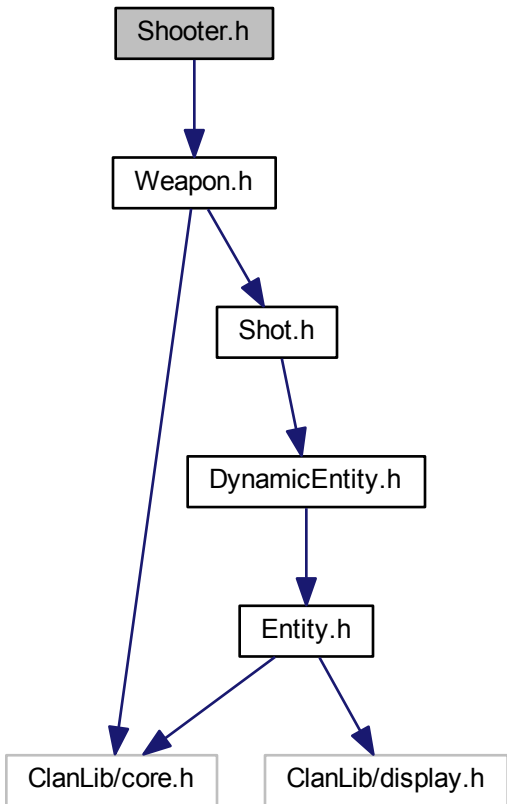 Shooter.h
Weapon.h
Shot.h
DynamicEntity.h
Entity.h
ClanLib/core.h
ClanLib/display.h